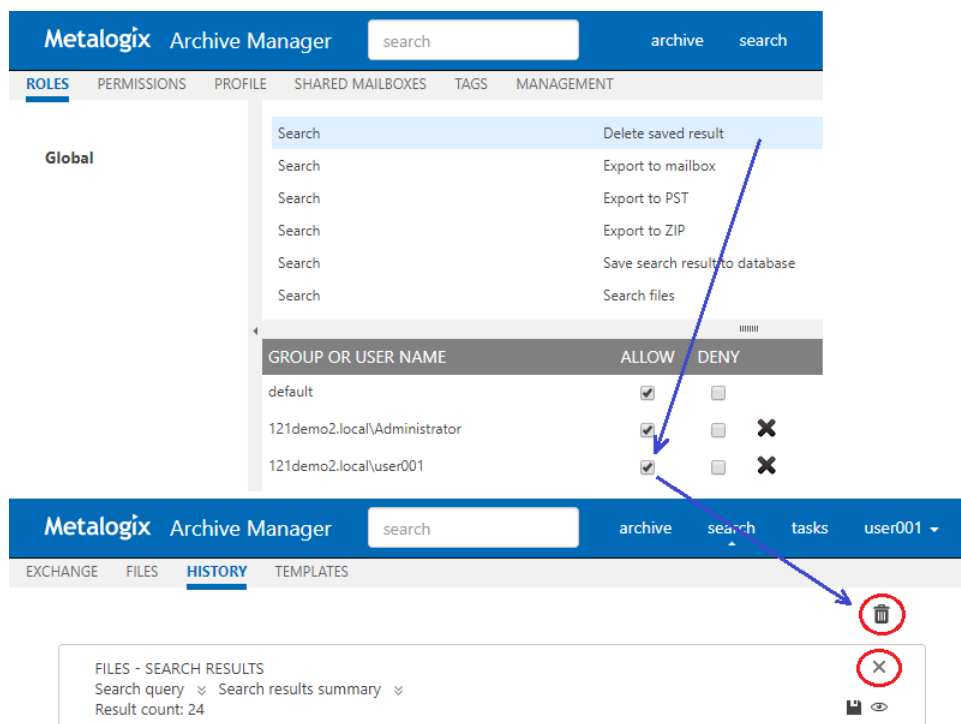 Metalogix Archive Manager search archive search
ROLES PERMISSIONS PROFILE SHARED MAILBOXES TAGS MANAGEMENT
Global
Search Delete saved result
Search Export to mailbox
Search Export to PST
Search Export to ZIP
Search Save search result to database
Search Search files
GROUP OR USER NAME ALLOW DENY
default
121demo2.local\Administrator
121demo2.local\user001
Metalogix Archive Manager search archive search tasks user001
EXCHANGE FILES HISTORY TEMPLATES
FILES - SEARCH RESULTS
Search query Search results summary
Result count: 24